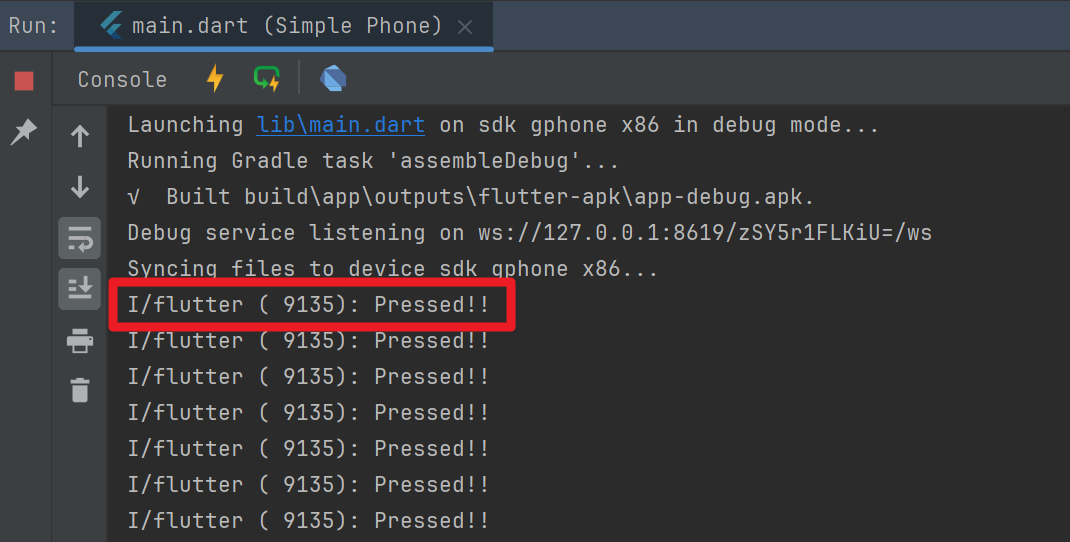 Run: main.dart (Simple Phone)
Console
Launching lib\main.dart on sdk gphone x86 in debug mode...
Running Gradle task 'assembleDebug'...
√  Built build\app\outputs\flutter-apk\app-debug.apk.
Debug service listening on ws://127.0.0.1:8619/zSY5r1FLKiU=/ws
Syncing files to device sdk gphone x86...
I/flutter ( 9135): Pressed!!
I/flutter ( 9135): Pressed!!
I/flutter ( 9135): Pressed!!
I/flutter ( 9135): Pressed!!
I/flutter ( 9135): Pressed!!
I/flutter ( 9135): Pressed!!
I/flutter ( 9135): Pressed!!